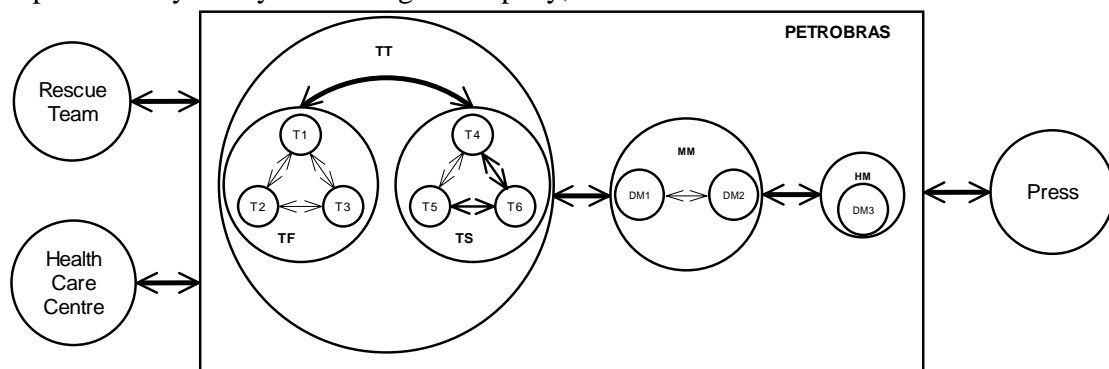 PETROBRAS
TT
Rescue
Team
T1
T4
T2
T3
T5
T6
TF
TS
MM
DM1
DM2
HM
DM3
Press
Health
Care
Centre